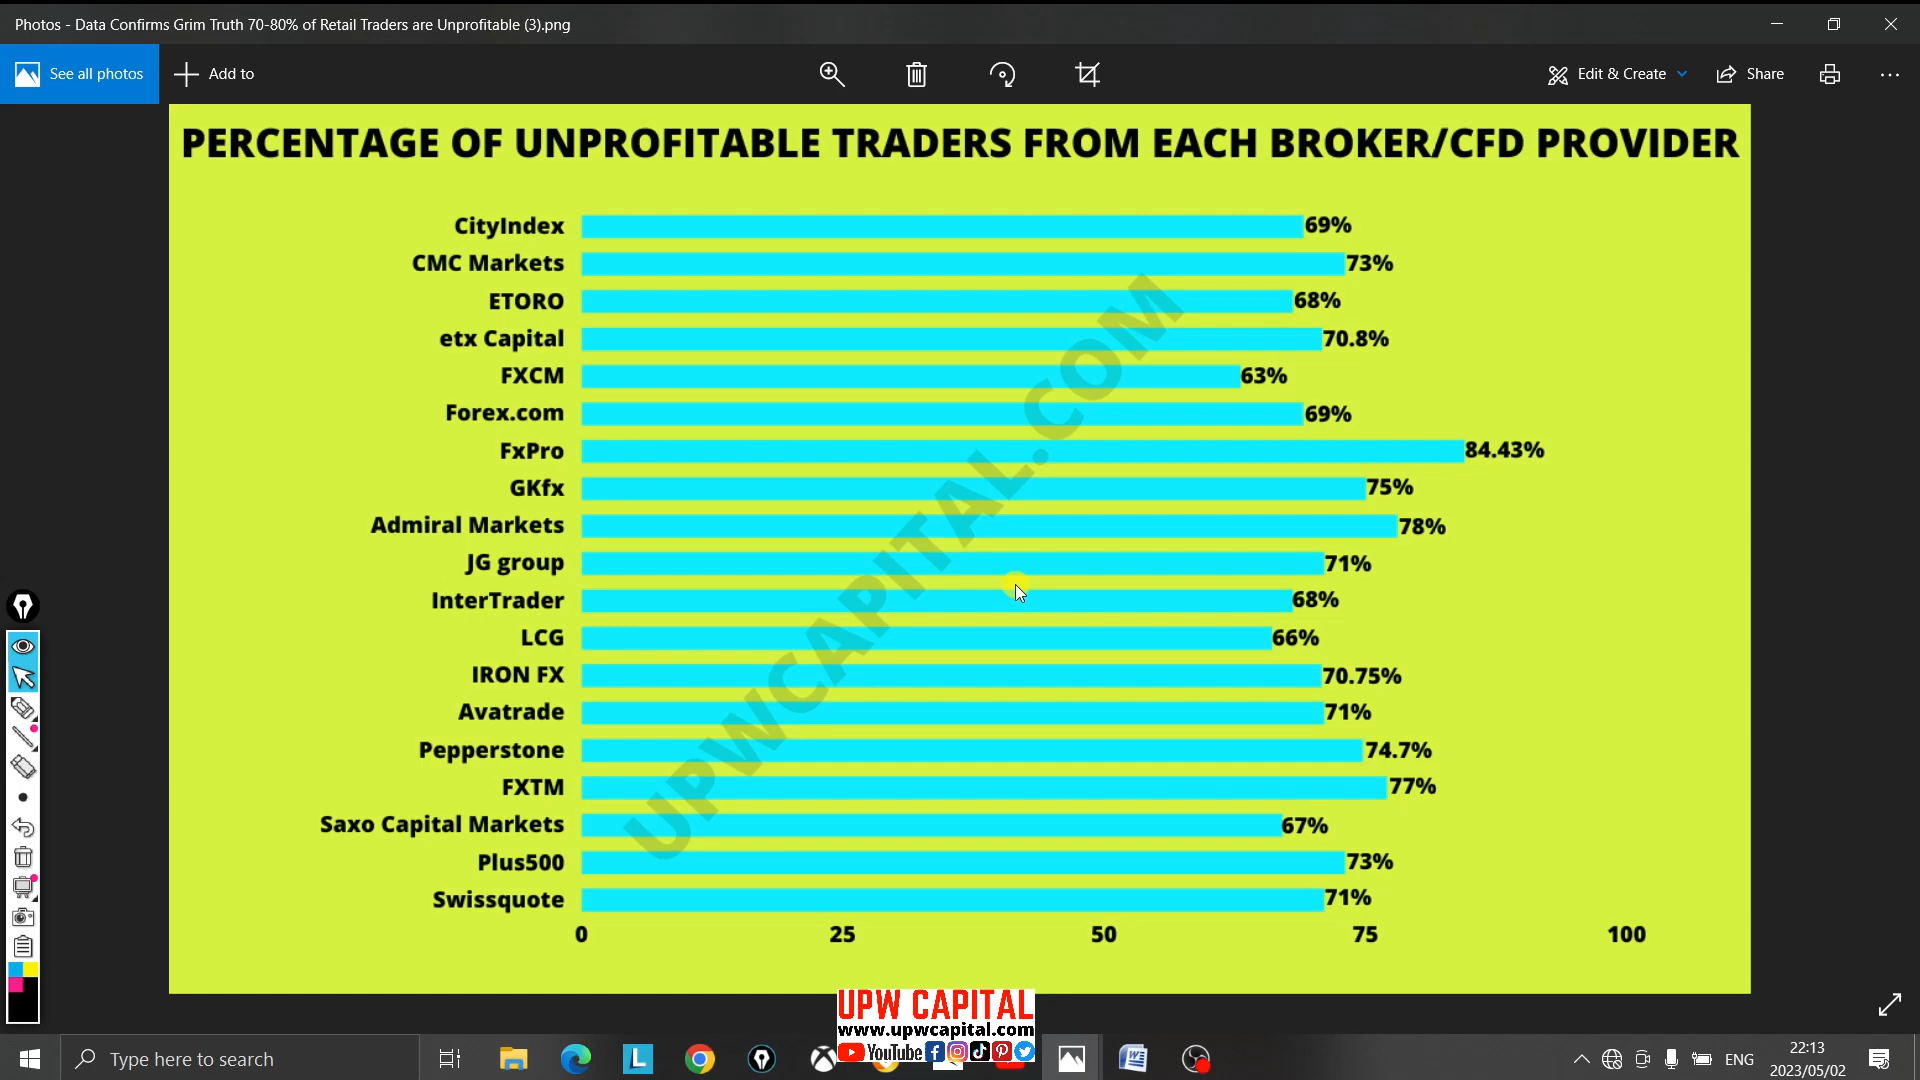 Photos - Data Confirms Grim Truth 70-80% of Retail Traders are Unprofitable (3).png
See all photos
Add to
Edit & Create
Share
PERCENTAGE OF UNPROFITABLE TRADERS FROM EACH BROKER/CFD PROVIDER
CityIndex 69%
CMC Markets 73%
ETORO 68%
etx Capital 70.8%
FXCM 63%
Forex.com 69%
FxPro 84.43%
GKfx 75%
Admiral Markets 78%
JG group 71%
InterTrader 68%
LCG 66%
IRON FX 70.75%
Avatrade 71%
Pepperstone 74.7%
FXTM 77%
Saxo Capital Markets 67%
Plus500 73%
Swissquote 71%
0 25 50 75 100
UPWCAPITAL.COM
UPW CAPITAL
www.upwcapital.com
YouTube
Type here to search
L
W
ENG
22:13
2023/05/02